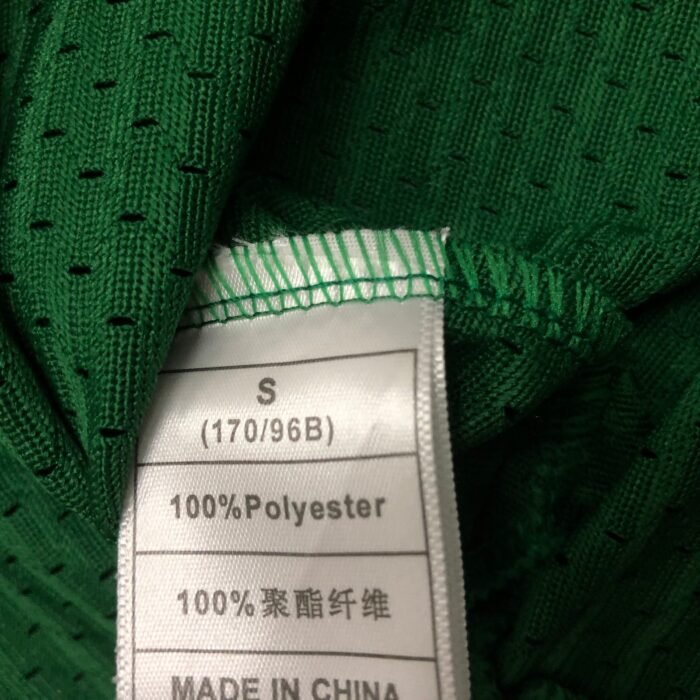 S
(170/96B)
100%Polyester
100%聚酯纤维
MADE IN CHINA